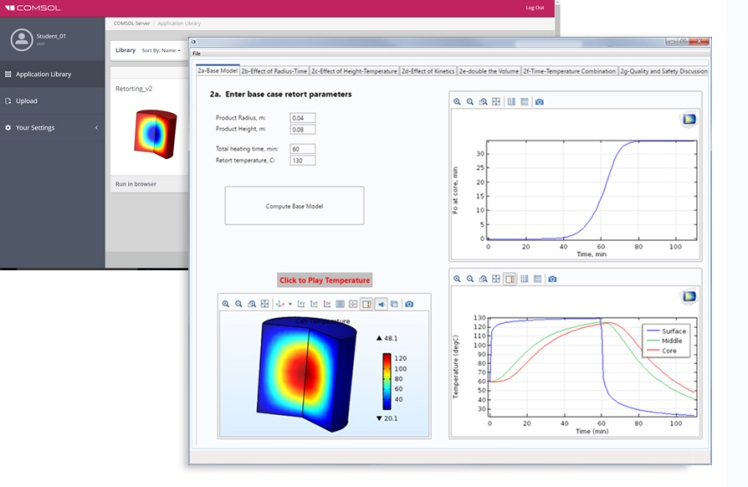 COMSOL
Log Out
COMSOL Server / Application Library
Student_01
user
Application Library
Upload
Your Settings
Library Sort By: Name
Retorting_v2
Run in browser
File
2a-Base Model 2b-Effect of Radius-Time 2c-Effect of Height-Temperature 2d-Effect of Kinetics 2e-double the Volume 2f-Time-Temperature Combination 2g-Quality and Safety Discussion
2a. Enter base case retort parameters
Product Radius, m: 0.04
Product Height, m: 0.08
Total heating time, min: 60
Retort temperature, C: 130
Compute Base Model
Click to Play Temperature
Temperature
▲ 48.1
120
100
80
60
40
▼ 20.1
Fo at core, min
30
25
20
15
10
5
0
0 20 40 60 80 100
Time, min
Temperature (degC)
130
120
110
100
90
80
70
60
50
40
30
Surface
Middle
Core
0 20 40 60 80 100
Time (min)